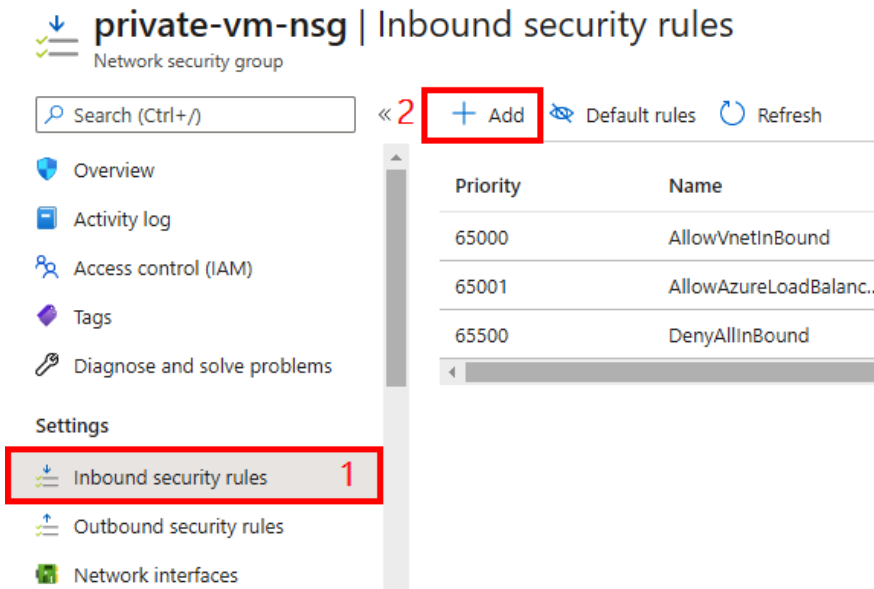 private-vm-nsg | Inbound security rules
Network security group
Search (Ctrl+/)
« 2
+ Add
Default rules
Refresh
Overview
Activity log
Access control (IAM)
Tags
Diagnose and solve problems
Settings
Inbound security rules 1
Outbound security rules
Network interfaces
Priority Name
65000 AllowVnetInBound
65001 AllowAzureLoadBalanc...
65500 DenyAllInBound